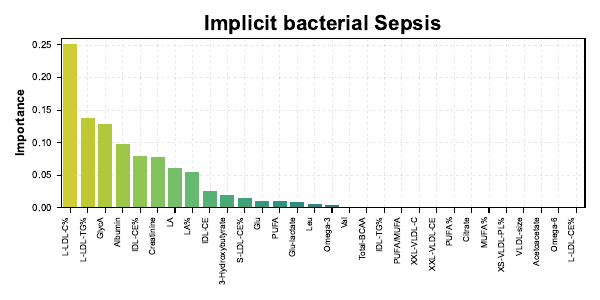 Implicit bacterial Sepsis
Importance
0.25
0.20
0.15
0.10
0.05
0.00
L-LDL-C%
L-LDL-TG%
GlycA
Albumin
IDL-CE%
Creatinine
LA
LA%
IDL-CE
3-Hydroxybutyrate
S-LDL-CE%
Glu
PUFA
Glu-lactate
Leu
Omega-3
Val
Total-BCAA
IDL-TG%
PUFA/MUFA
XXL-VLDL-C
XXL-VLDL-CE
PUFA%
Citrate
MUFA%
XS-VLDL-PL%
VLDL-size
Acetoacetate
Omega-6
L-LDL-CE%